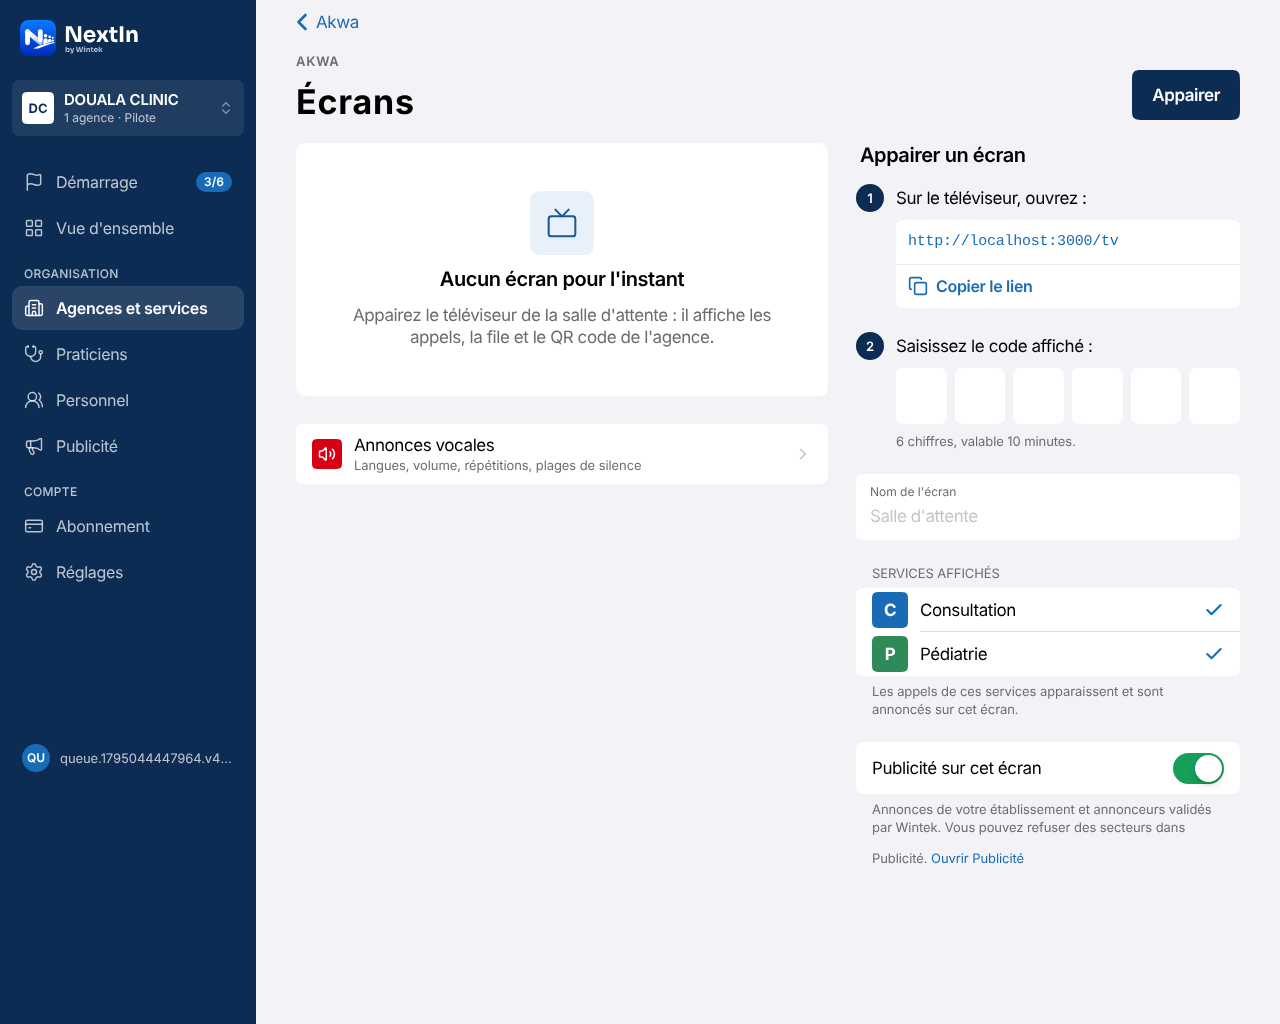 NextIn
by Wintek
DC
DOUALA CLINIC
1 agence · Pilote
Démarrage
3/6
Vue d'ensemble
ORGANISATION
Agences et services
Praticiens
Personnel
Publicité
COMPTE
Abonnement
Réglages
QU
queue.1795044447964.v4...
Akwa
AKWA
Écrans
Appairer
Aucun écran pour l'instant
Appairez le téléviseur de la salle d'attente : il affiche les
appels, la file et le QR code de l'agence.
Annonces vocales
Langues, volume, répétitions, plages de silence
Appairer un écran
1
Sur le téléviseur, ouvrez :
http://localhost:3000/tv
Copier le lien
2
Saisissez le code affiché :
6 chiffres, valable 10 minutes.
Nom de l'écran
Salle d'attente
SERVICES AFFICHÉS
C
Consultation
P
Pédiatrie
Les appels de ces services apparaissent et sont
annoncés sur cet écran.
Publicité sur cet écran
Annonces de votre établissement et annonceurs validés
par Wintek. Vous pouvez refuser des secteurs dans
Publicité. Ouvrir Publicité